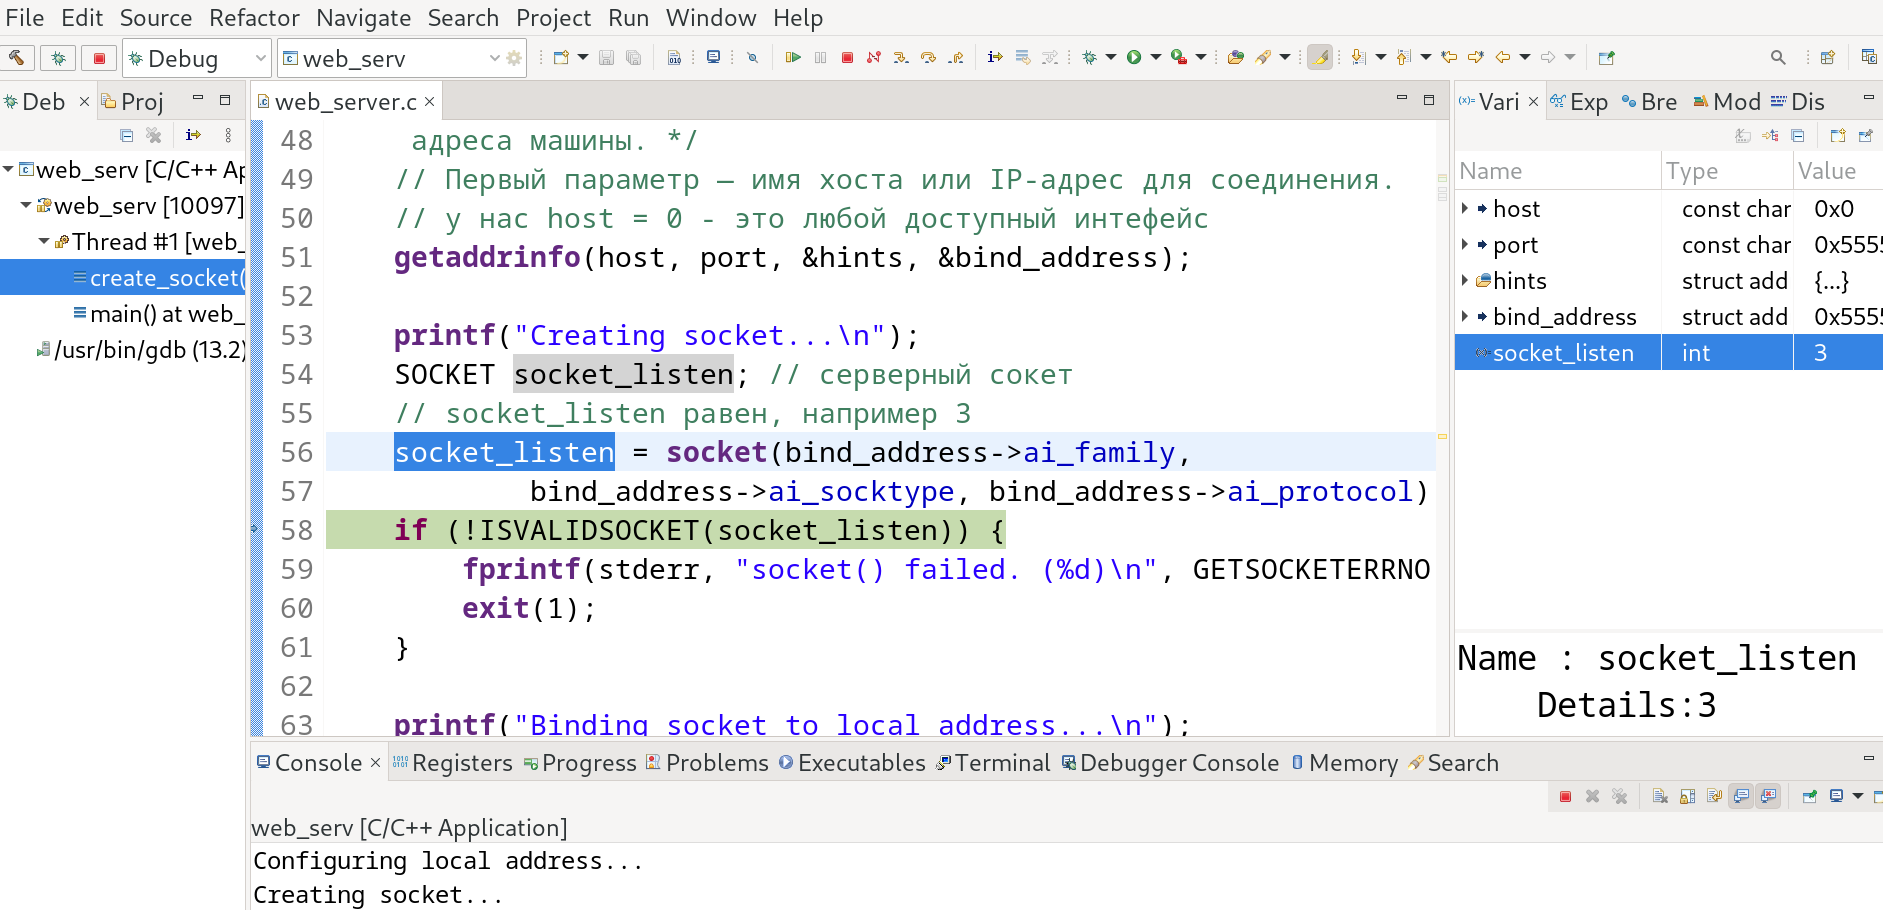 File Edit Source Refactor Navigate Search Project Run Window Help
Debug web_serv
Deb Proj
web_serv [C/C++ Ap
web_serv [10097]
Thread #1 [web_
create_socket(
main() at web_
/usr/bin/gdb (13.2)
web_server.c
48 адреса машины. */
49 // Первый параметр — имя хоста или IP-адрес для соединения.
50 // у нас host = 0 - это любой доступный интефейс
51 getaddrinfo(host, port, &hints, &bind_address);
52
53 printf("Creating socket...\n");
54 SOCKET socket_listen; // серверный сокет
55 // socket_listen равен, например 3
56 socket_listen = socket(bind_address->ai_family,
57 bind_address->ai_socktype, bind_address->ai_protocol)
58 if (!ISVALIDSOCKET(socket_listen)) {
59 fprintf(stderr, "socket() failed. (%d)\n", GETSOCKETERRNO
60 exit(1);
61 }
62
63 printf("Binding socket to local address...\n");
Vari Exp Bre Mod Dis
Name Type Value
host const char 0x0
port const char 0x5555
hints struct add {...}
bind_address struct add 0x5555
socket_listen int 3
Name : socket_listen
Details:3
Console Registers Progress Problems Executables Terminal Debugger Console Memory Search
web_serv [C/C++ Application]
Configuring local address...
Creating socket...